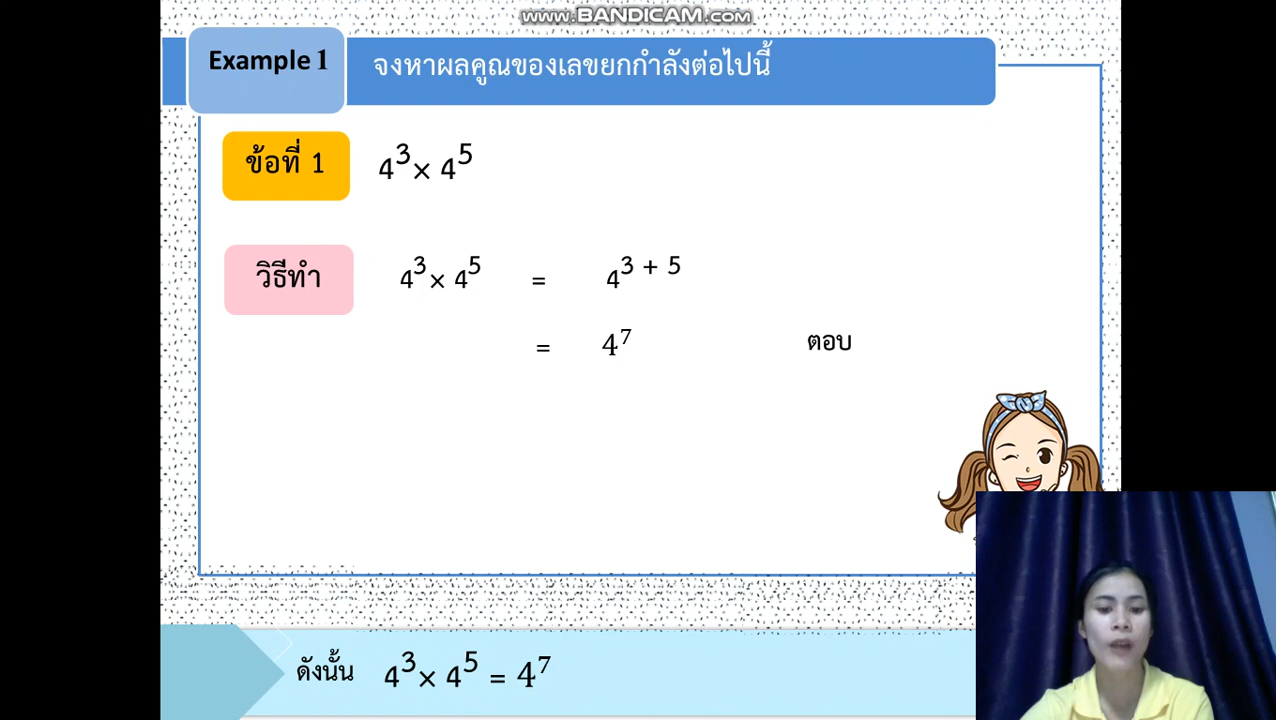 www.BANDICAM.com
Example 1 จงหาผลคูณของเลขยกกำลังต่อไปนี้
ข้อที่ 1 4³× 4⁵
วิธีทำ 4³× 4⁵ = 4³ ⁺ ⁵
= 4⁷ ตอบ
ดังนั้น 4³× 4⁵ = 4⁷